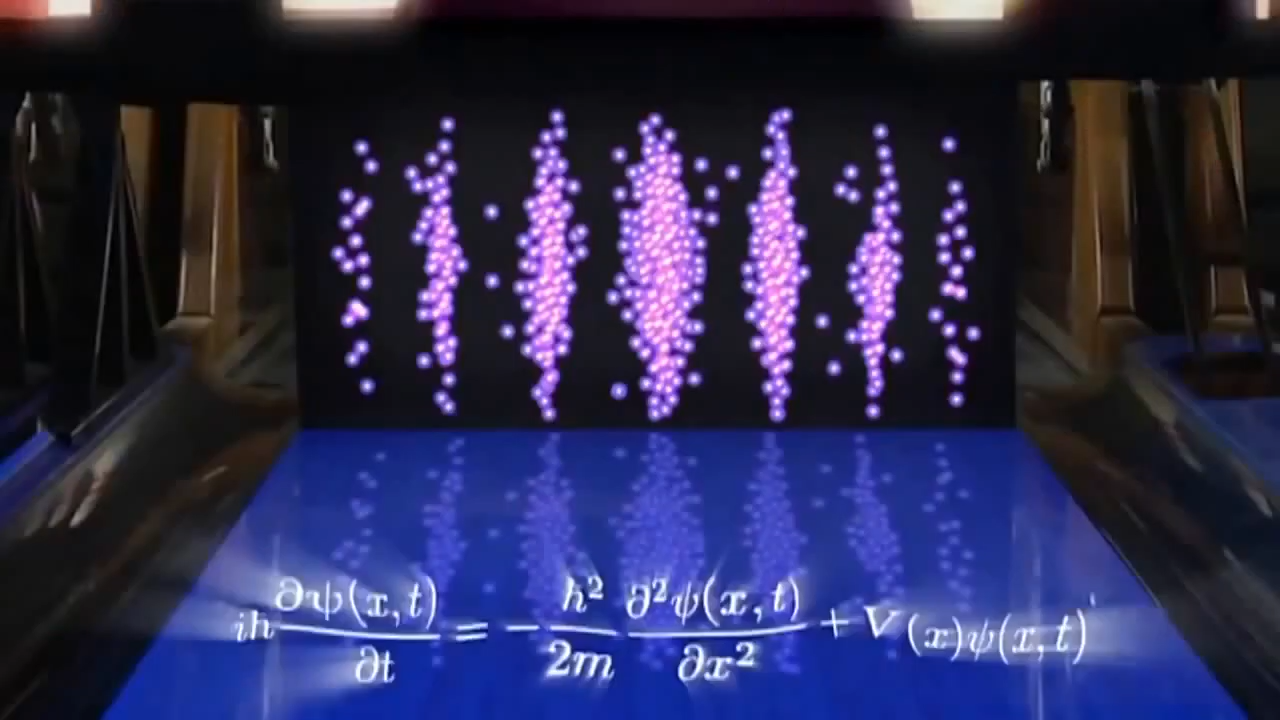 iħ ∂ψ(x,t)/∂t = − ħ²/2m ∂²ψ(x,t)/∂x² + V(x)ψ(x,t)